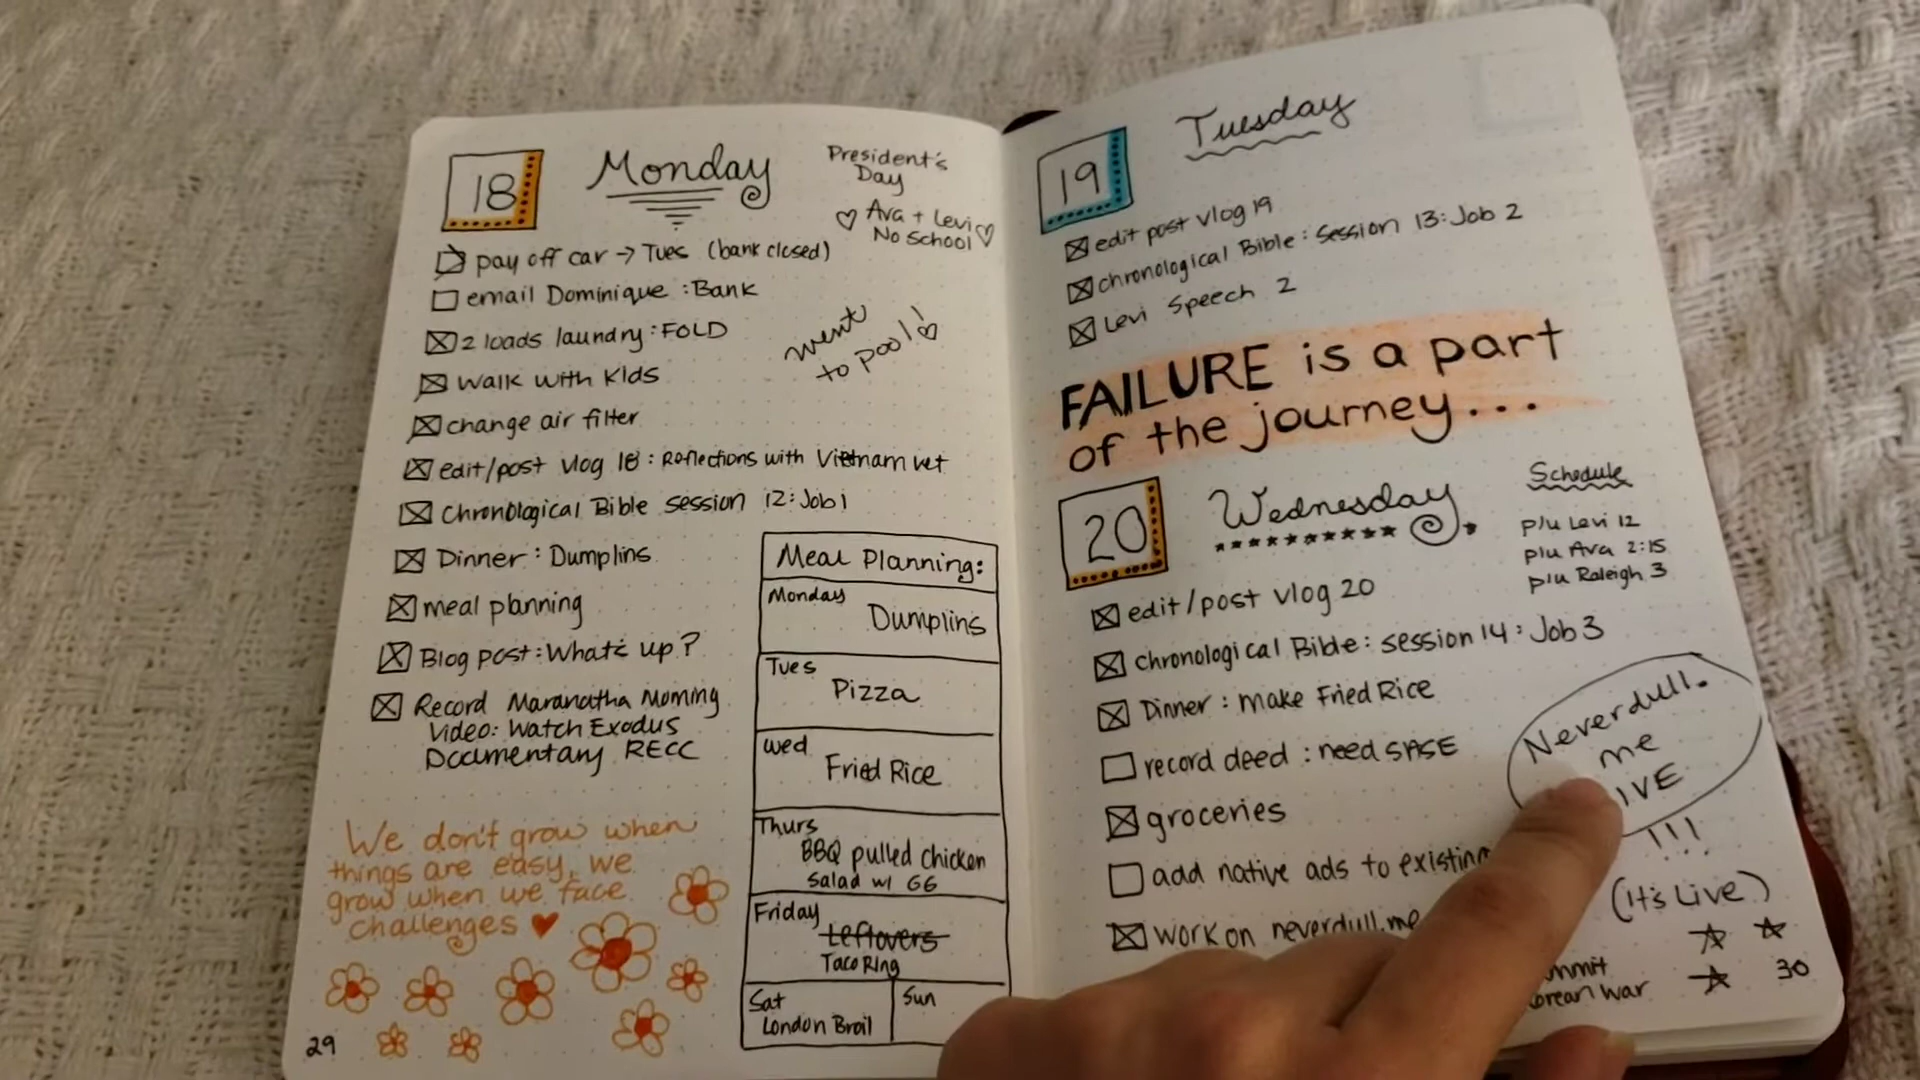 18
Monday
President's
Day
♡ Ava + Levi ♡
No School
pay off car → Tues (bank closed)
email Dominique : Bank
2 loads laundry : FOLD
walk with kids
change air filter
edit/post vlog 18 : Reflections with Vietnam vet
Chronological Bible session 12: Job 1
Dinner : Dumplins
meal planning
Blog post : What's up?
Record Maranatha Morning
Video: Watch Exodus
Documentary RECC
went
to pool!
Meal Planning:
Monday
Dumplins
Tues
Pizza
Wed
Fried Rice
Thurs
BBQ pulled chicken
Salad w/ GG
Friday
Leftovers
Taco Ring
Sat
London Broil
Sun
We don't grow when
things are easy, we
grow when we face
challenges ♥
29
19
Tuesday
edit post vlog 19
chronological Bible : Session 13: Job 2
Levi Speech 2
FAILURE is a part
of the journey...
20
Wednesday
Schedule
p/u Levi 12
p/u Ava 2:15
p/u Raleigh 3
edit/post vlog 20
chronological Bible: session 14: Job 3
Dinner : make Fried Rice
record deed : need SASE
groceries
add native ads to existing
work on neverdull.me
Neverdull.
me
IVE
!!!
(It's Live)
orean War
30